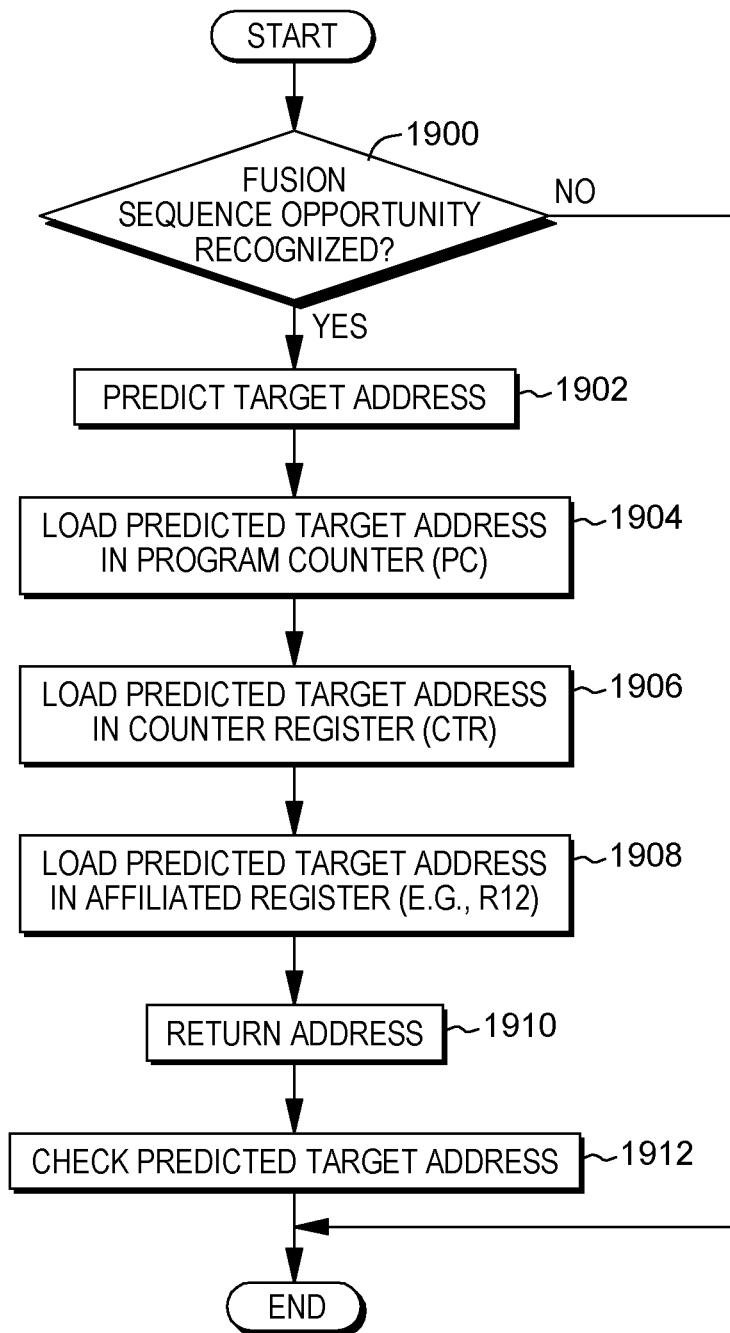 START
1900
FUSION
SEQUENCE OPPORTUNITY
RECOGNIZED?
NO
YES
PREDICT TARGET ADDRESS
1902
LOAD PREDICTED TARGET ADDRESS
IN PROGRAM COUNTER (PC)
1904
LOAD PREDICTED TARGET ADDRESS
IN COUNTER REGISTER (CTR)
1906
LOAD PREDICTED TARGET ADDRESS
IN AFFILIATED REGISTER (E.G., R12)
1908
RETURN ADDRESS
1910
CHECK PREDICTED TARGET ADDRESS
1912
END